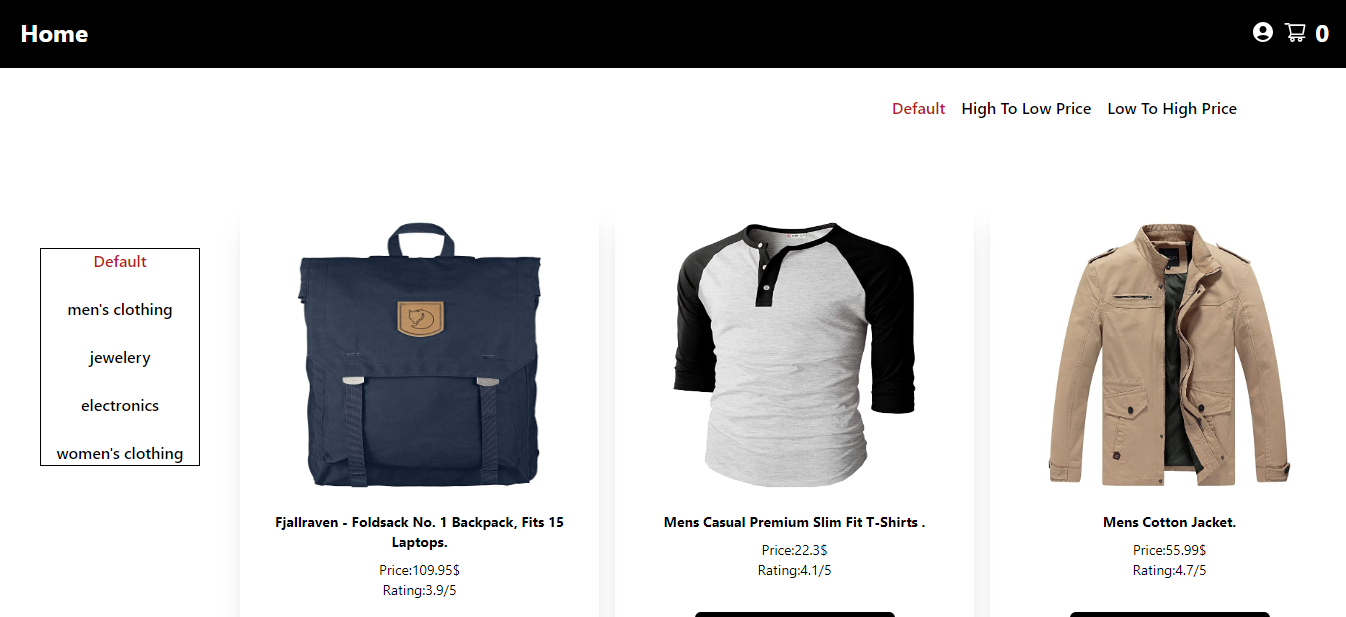 Home
0
Default High To Low Price Low To High Price
Default
men's clothing
jewelery
electronics
women's clothing
Fjallraven - Foldsack No. 1 Backpack, Fits 15
Laptops.
Price:109.95$
Rating:3.9/5
Mens Casual Premium Slim Fit T-Shirts .
Price:22.3$
Rating:4.1/5
Mens Cotton Jacket.
Price:55.99$
Rating:4.7/5